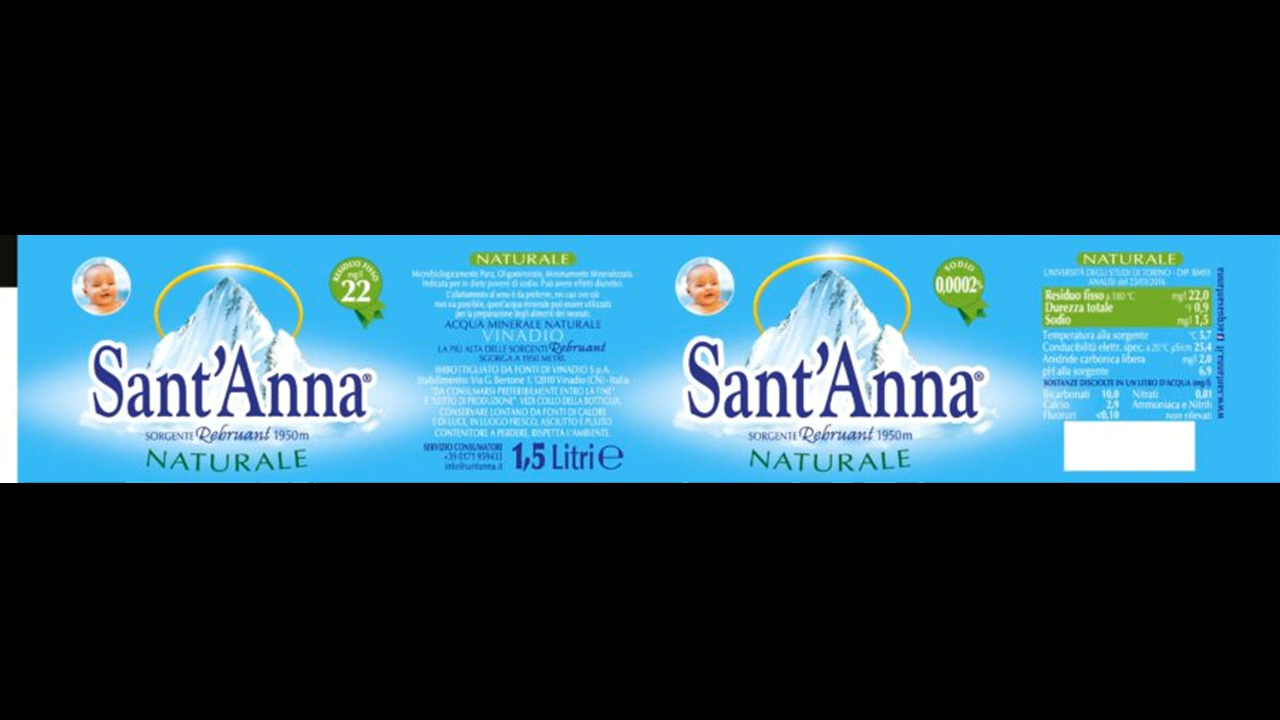 RESIDUO FISSO
mg/l
22
Sant'Anna®
SORGENTE Rebruant 1950m
NATURALE
NATURALE
Microbiologicamente Pura, Oligominerale, Minimamente Mineralizzata.
Indicata per le diete povere di sodio. Può avere effetti diuretici.
L'allattamento al seno è da preferire, nei casi ove ciò
non sia possibile, quest'acqua minerale può essere utilizzata
per la preparazione degli alimenti dei neonati.
ACQUA MINERALE NATURALE
VINADIO
LA PIÙ ALTA DELLE SORGENTI Rebruant
SGORGA A 1950 METRI.
IMBOTTIGLIATO DA FONTI DI VINADIO S.p.A.
Stabilimento: Via G. Bertone 1, 12010 Vinadio (CN) - Italia
"DA CONSUMARSI PREFERIBILMENTE ENTRO LA FINE"
E "LOTTO DI PRODUZIONE": VEDI COLLO DELLA BOTTIGLIA.
CONSERVARE LONTANO DA FONTI DI CALORE
E DI LUCE, IN LUOGO FRESCO, ASCIUTTO E PULITO.
CONTENITORE A PERDERE, RISPETTA L'AMBIENTE.
SERVIZIO CONSUMATORI
+39 0171 959433
info@santanna.it
1,5 Litri e
SODIO
0,0002%
Sant'Anna®
SORGENTE Rebruant 1950m
NATURALE
NATURALE
UNIVERSITÀ DEGLI STUDI DI TORINO - DIP.
ANALISI del 23/03/2016
Residuo fisso a 180 °C mg/l 22,0
Durezza totale °F 0,9
Sodio mg/l 1,5
Temperatura alla sorgente °C 5,7
Conducibilità elettr. spec. a 20°C µS/cm 25,4
Anidride carbonica libera mg/l 2,0
pH alla sorgente 6,9
SOSTANZE DISCIOLTE IN UN LITRO D'ACQUA (mg/l)
Bicarbonati 10,0 Nitrati 0,81
Calcio 2,9 Ammoniaca e Nitriti
Fluoruri <0,10 non rilevati
www.santanna.it f acquasantanna